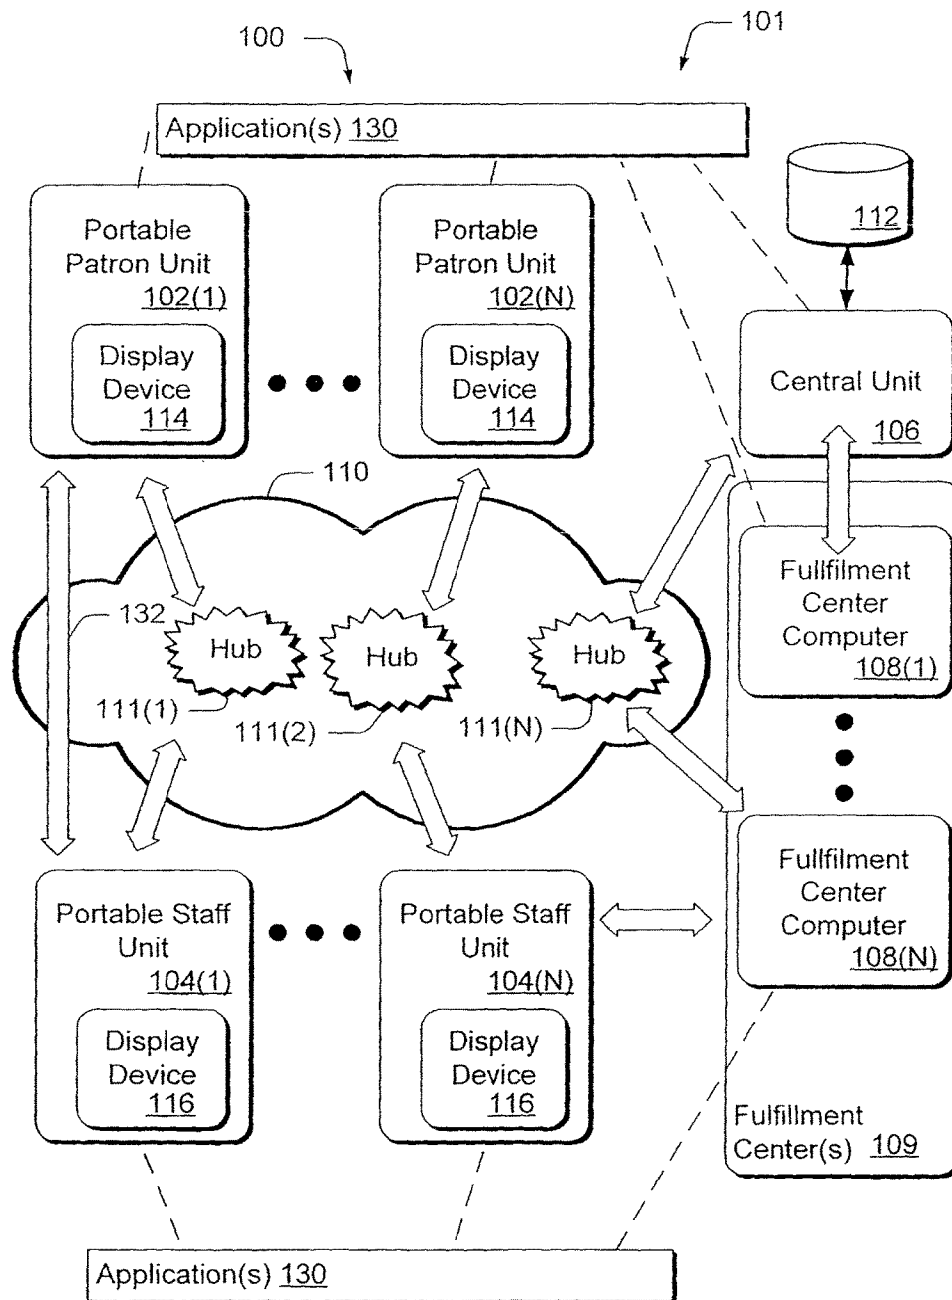 100
101
Application(s) 130
112
Portable
Patron Unit
102(1)
Display
Device
114
Portable
Patron Unit
102(N)
Display
Device
114
Central Unit
106
110
132
Hub
Hub
Hub
111(1)
111(2)
111(N)
Fullfilment
Center
Computer
108(1)
Fullfilment
Center
Computer
108(N)
Portable Staff
Unit
104(1)
Display
Device
116
Portable Staff
Unit
104(N)
Display
Device
116
Fulfillment
Center(s) 109
Application(s) 130